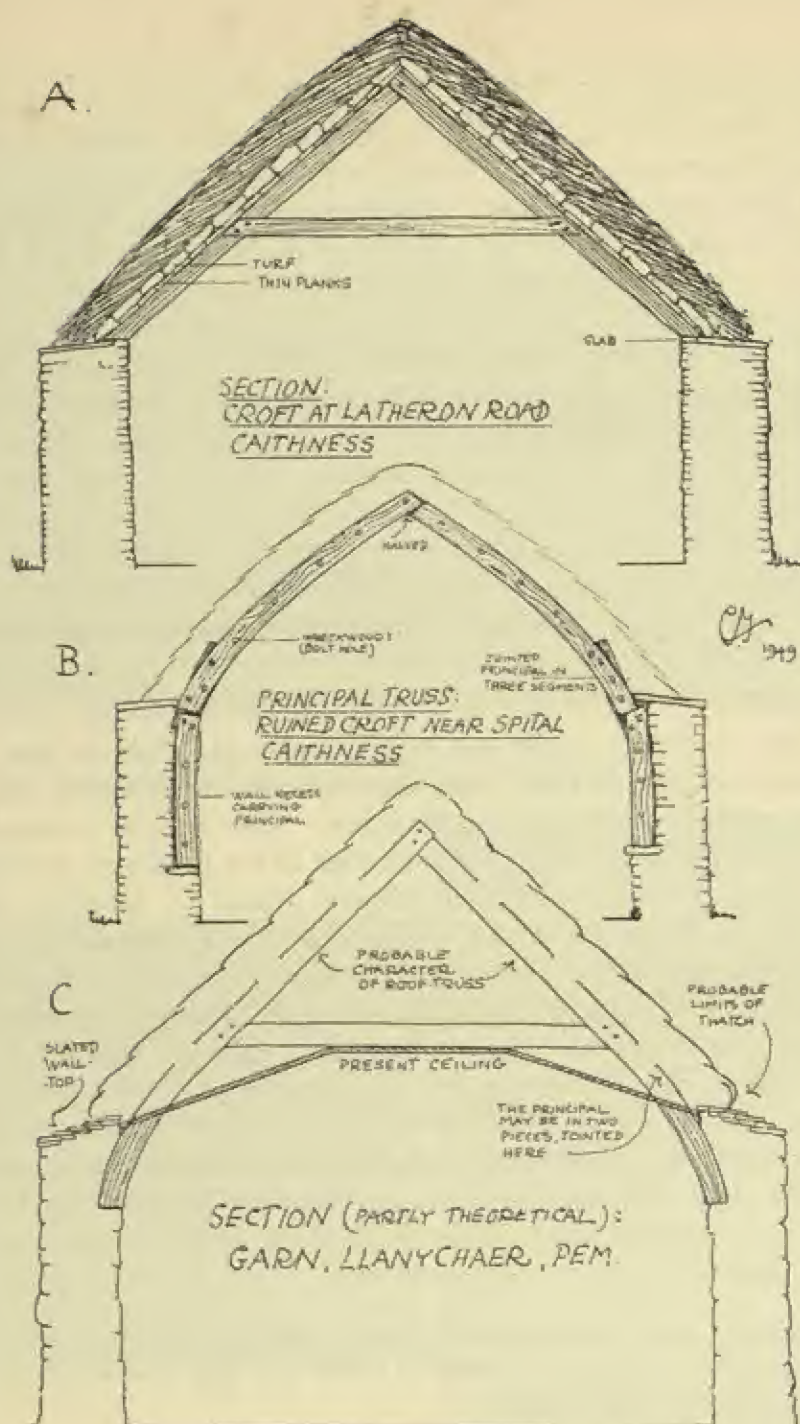 A.
TURF
THIN PLANKS
SLAB
SECTION:
CROFT AT LATHERON ROAD
CAITHNESS
HALVED
1949
B.
WRECKWOOD?
(BOLT HOLE)
JOINTED
PRINCIPAL IN
THREE SEGMENTS
PRINCIPAL TRUSS:
RUINED CROFT NEAR SPITAL
CAITHNESS
WALL RECESS
CARRYING
PRINCIPAL
C
PROBABLE
CHARACTER
OF ROOF-TRUSS
PROBABLE
LIMITS OF
THATCH
SLATED
WALL-
-TOP
PRESENT CEILING
THE PRINCIPAL
MAY BE IN TWO
PIECES, JOINTED
HERE
SECTION (PARTLY THEORETICAL):
GARN, LLANYCHAER, PEM.